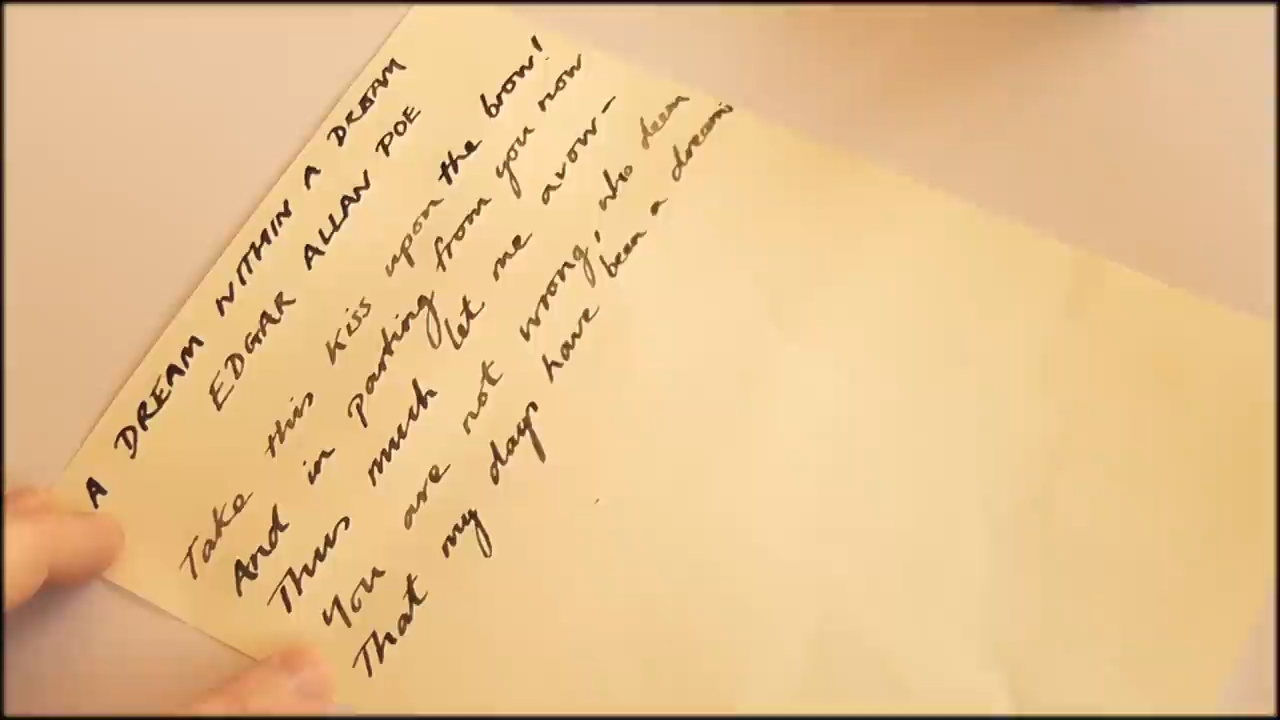 A DREAM WITHIN A DREAM
EDGAR ALLAN POE
Take this kiss upon the brow!
And in parting from you now
Thus much let me avow-
You are not wrong, who deem
That my days have been a dream